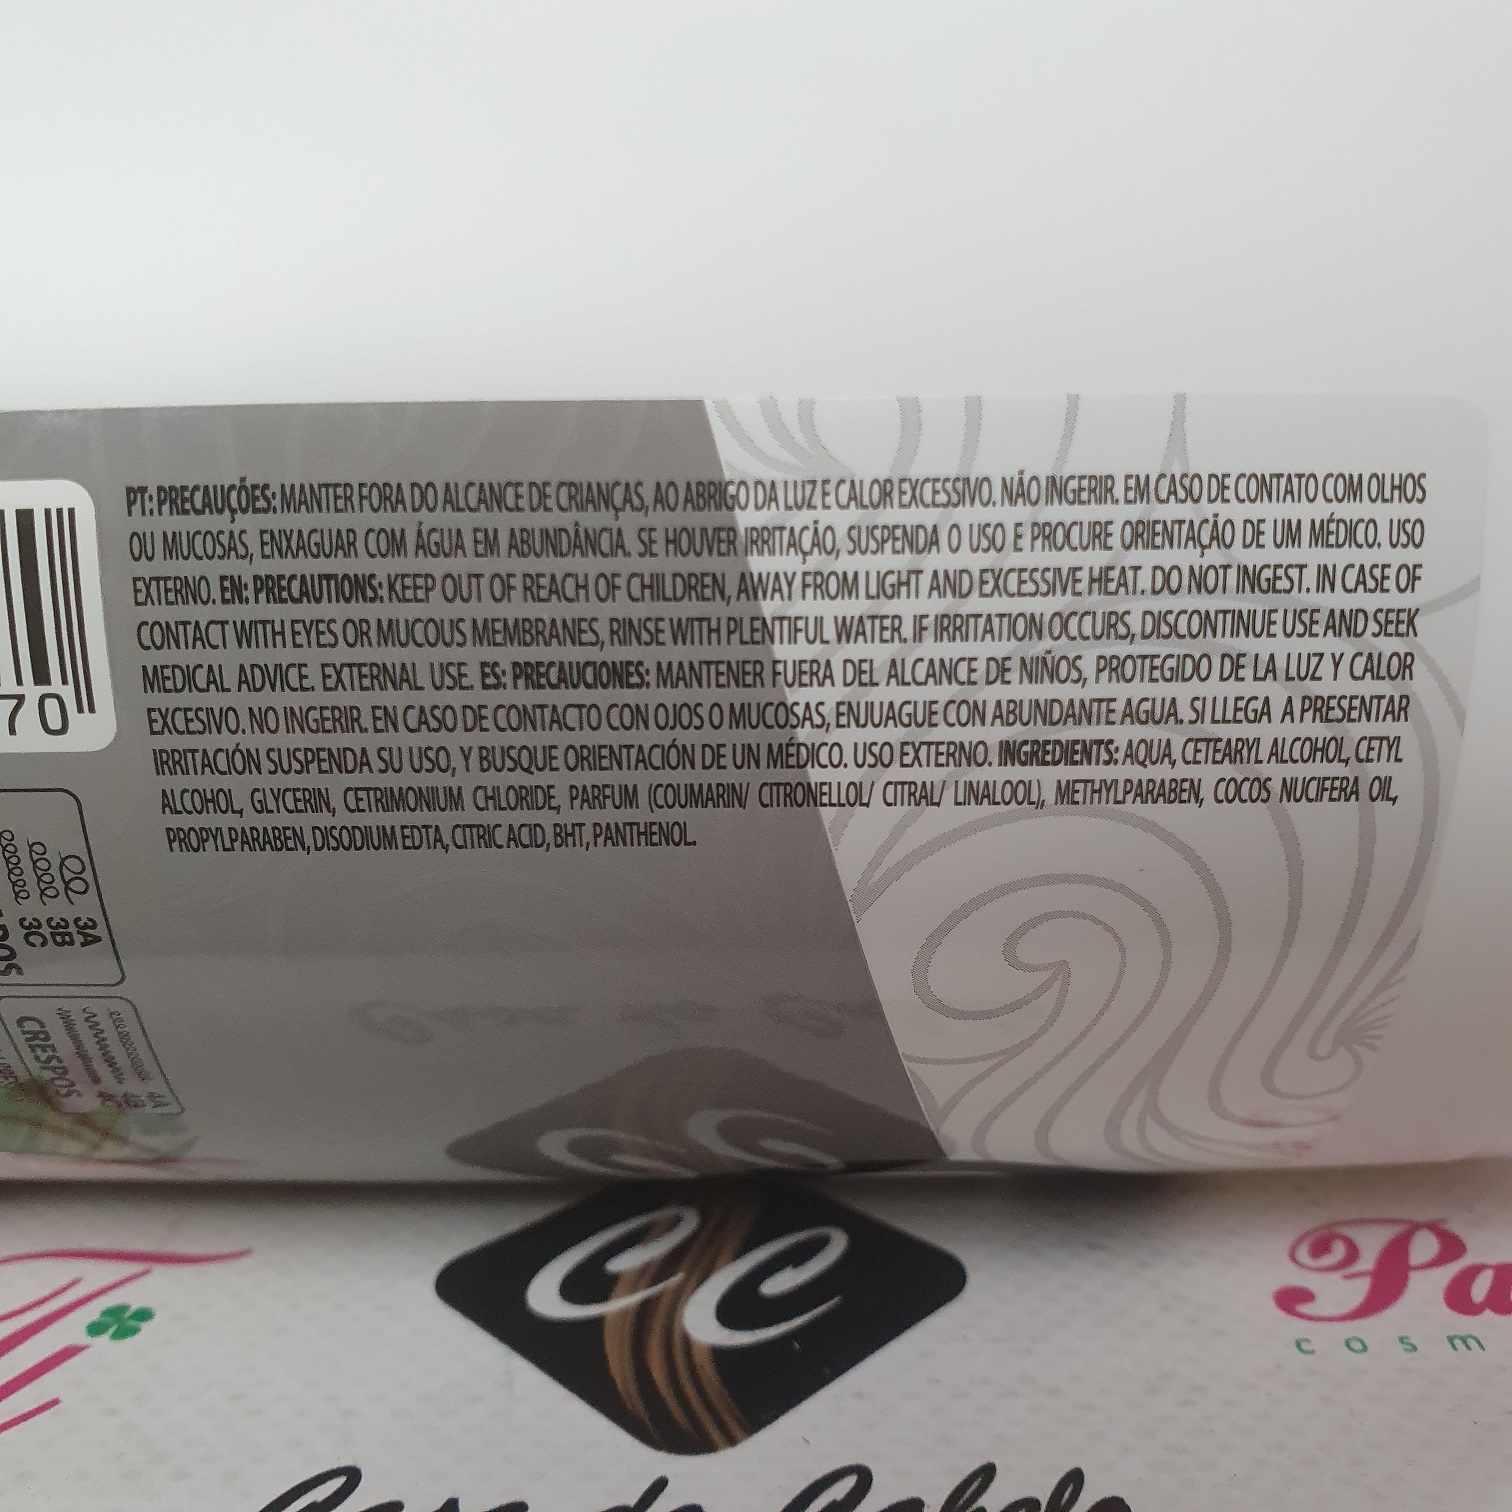 PT: PRECAUÇÕES: MANTER FORA DO ALCANCE DE CRIANÇAS, AO ABRIGO DA LUZ E CALOR EXCESSIVO. NÃO INGERIR. EM CASO DE CONTATO COM OLHOS
OU MUCOSAS, ENXAGUAR COM ÁGUA EM ABUNDÂNCIA. SE HOUVER IRRITAÇÃO, SUSPENDA O USO E PROCURE ORIENTAÇÃO DE UM MÉDICO. USO
EXTERNO. EN: PRECAUTIONS: KEEP OUT OF REACH OF CHILDREN, AWAY FROM LIGHT AND EXCESSIVE HEAT. DO NOT INGEST. IN CASE OF
CONTACT WITH EYES OR MUCOUS MEMBRANES, RINSE WITH PLENTIFUL WATER. IF IRRITATION OCCURS, DISCONTINUE USE AND SEEK
MEDICAL ADVICE. EXTERNAL USE. ES: PRECAUCIONES: MANTENER FUERA DEL ALCANCE DE NIÑOS, PROTEGIDO DE LA LUZ Y CALOR
EXCESIVO. NO INGERIR. EN CASO DE CONTACTO CON OJOS O MUCOSAS, ENJUAGUE CON ABUNDANTE AGUA. SI LLEGA A PRESENTAR
IRRITACIÓN SUSPENDA SU USO, Y BUSQUE ORIENTACIÓN DE UN MÉDICO. USO EXTERNO. INGREDIENTS: AQUA, CETEARYL ALCOHOL, CETYL
ALCOHOL, GLYCERIN, CETRIMONIUM CHLORIDE, PARFUM (COUMARIN/ CITRONELLOL/ CITRAL/ LINALOOL), METHYLPARABEN, COCOS NUCIFERA OIL,
PROPYLPARABEN, DISODIUM EDTA, CITRIC ACID, BHT, PANTHENOL.
70
3A
3B
3C
4A
4B
4C
CRESPOS
CC